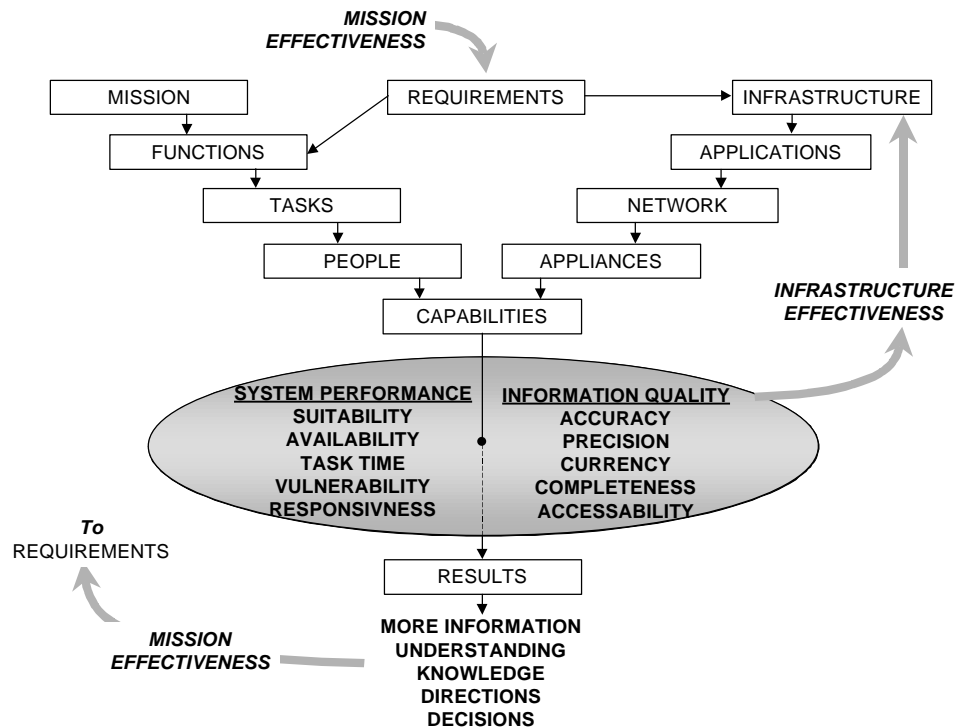 MISSION
EFFECTIVENESS
MISSION
REQUIREMENTS
INFRASTRUCTURE
FUNCTIONS
APPLICATIONS
TASKS
NETWORK
PEOPLE
APPLIANCES
INFRASTRUCTURE
EFFECTIVENESS
CAPABILITIES
SYSTEM PERFORMANCE
SUITABILITY
AVAILABILITY
TASK TIME
VULNERABILITY
RESPONSIVNESS
INFORMATION QUALITY
ACCURACY
PRECISION
CURRENCY
COMPLETENESS
ACCESSABILITY
To
REQUIREMENTS
RESULTS
MORE INFORMATION
UNDERSTANDING
KNOWLEDGE
DIRECTIONS
DECISIONS
MISSION
EFFECTIVENESS